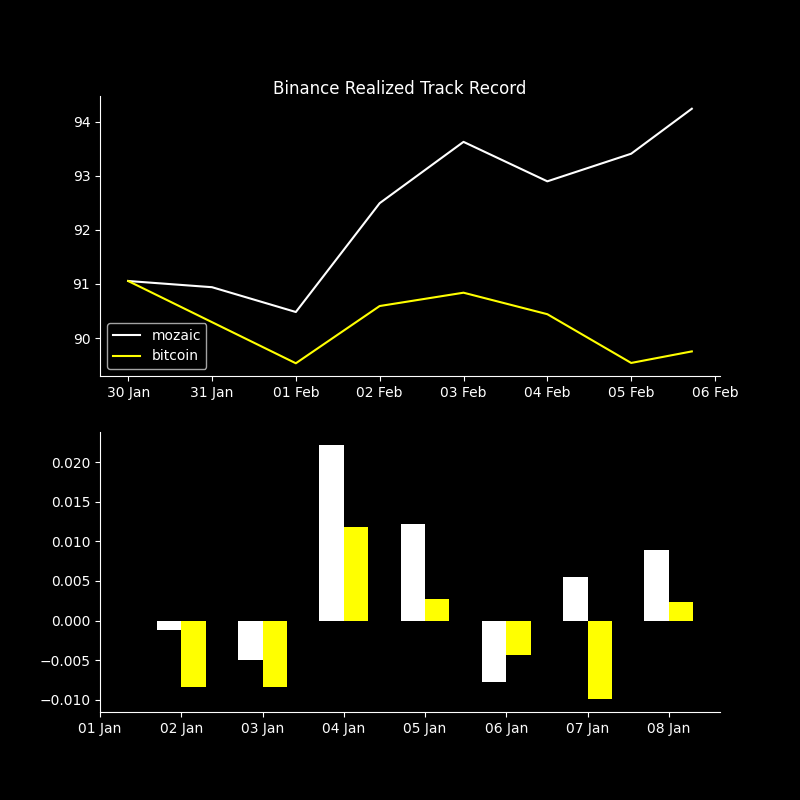 Binance Realized Track Record
94
93
92
91
90
mozaic
bitcoin
30 Jan 31 Jan 01 Feb 02 Feb 03 Feb 04 Feb 05 Feb 06 Feb
0.020
0.015
0.010
0.005
0.000
−0.005
−0.010
01 Jan 02 Jan 03 Jan 04 Jan 05 Jan 06 Jan 07 Jan 08 Jan